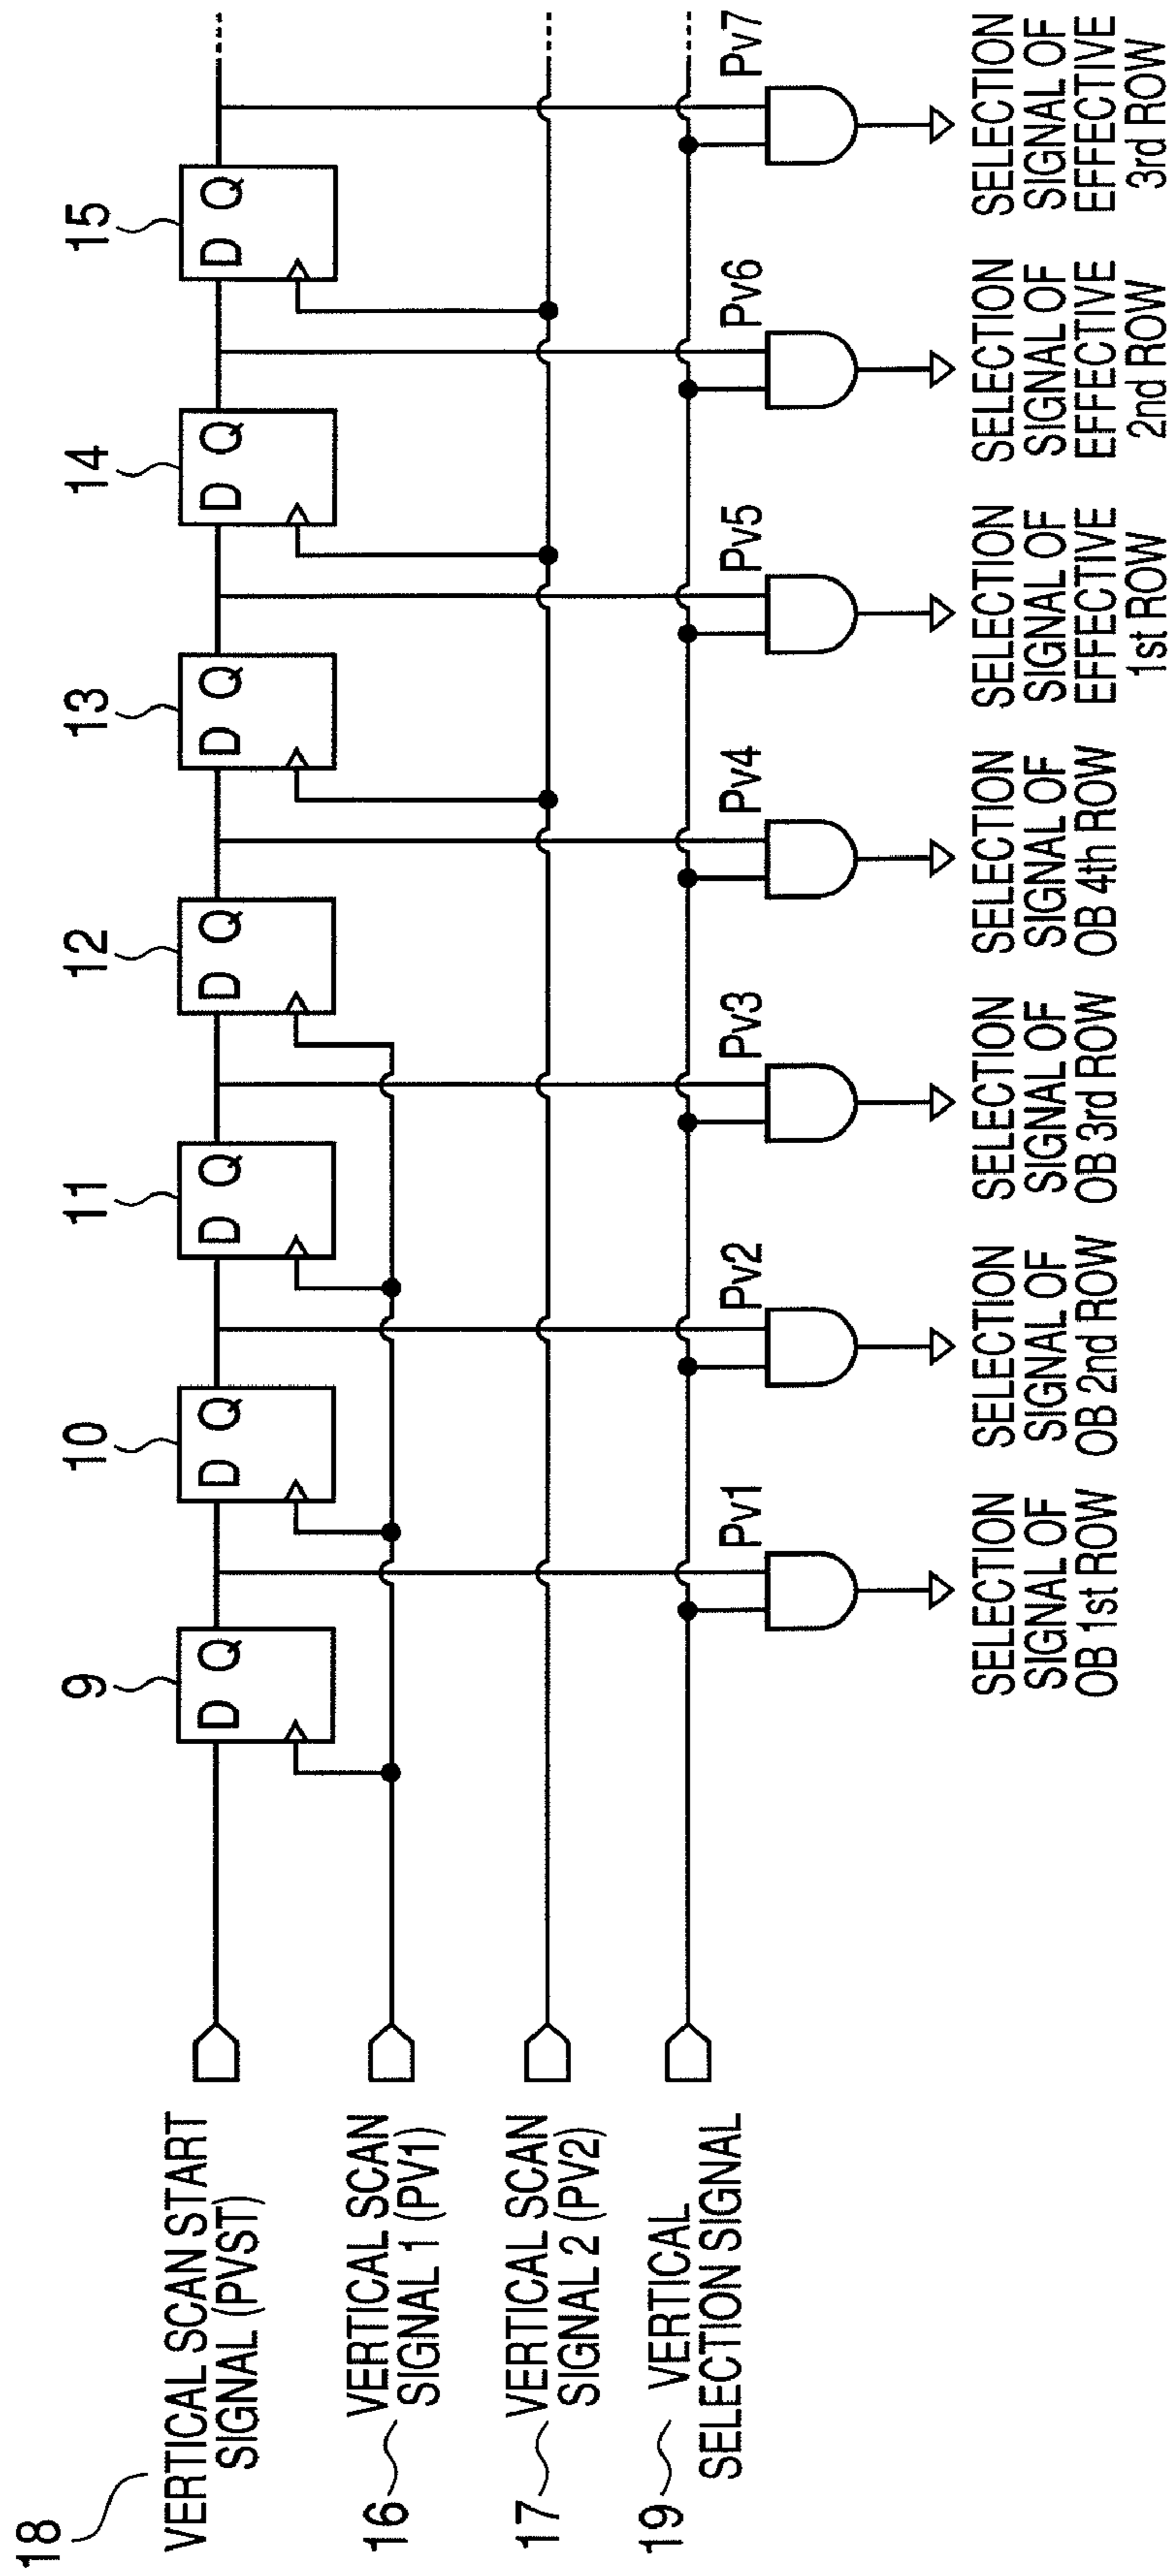 15
14
13
12
11
10
9
D Q
D Q
D Q
D Q
D Q
D Q
D Q
18
VERTICAL SCAN START
SIGNAL (PVST)
16
VERTICAL SCAN
SIGNAL 1 (PV1)
17
VERTICAL SCAN
SIGNAL 2 (PV2)
19
VERTICAL
SELECTION SIGNAL
Pv1
Pv2
Pv3
Pv4
Pv5
Pv6
Pv7
SELECTION
SIGNAL OF
OB 1st ROW
SELECTION
SIGNAL OF
OB 2nd ROW
SELECTION
SIGNAL OF
OB 3rd ROW
SELECTION
SIGNAL OF
OB 4th ROW
SELECTION
SIGNAL OF
EFFECTIVE
1st ROW
SELECTION
SIGNAL OF
EFFECTIVE
2nd ROW
SELECTION
SIGNAL OF
EFFECTIVE
3rd ROW